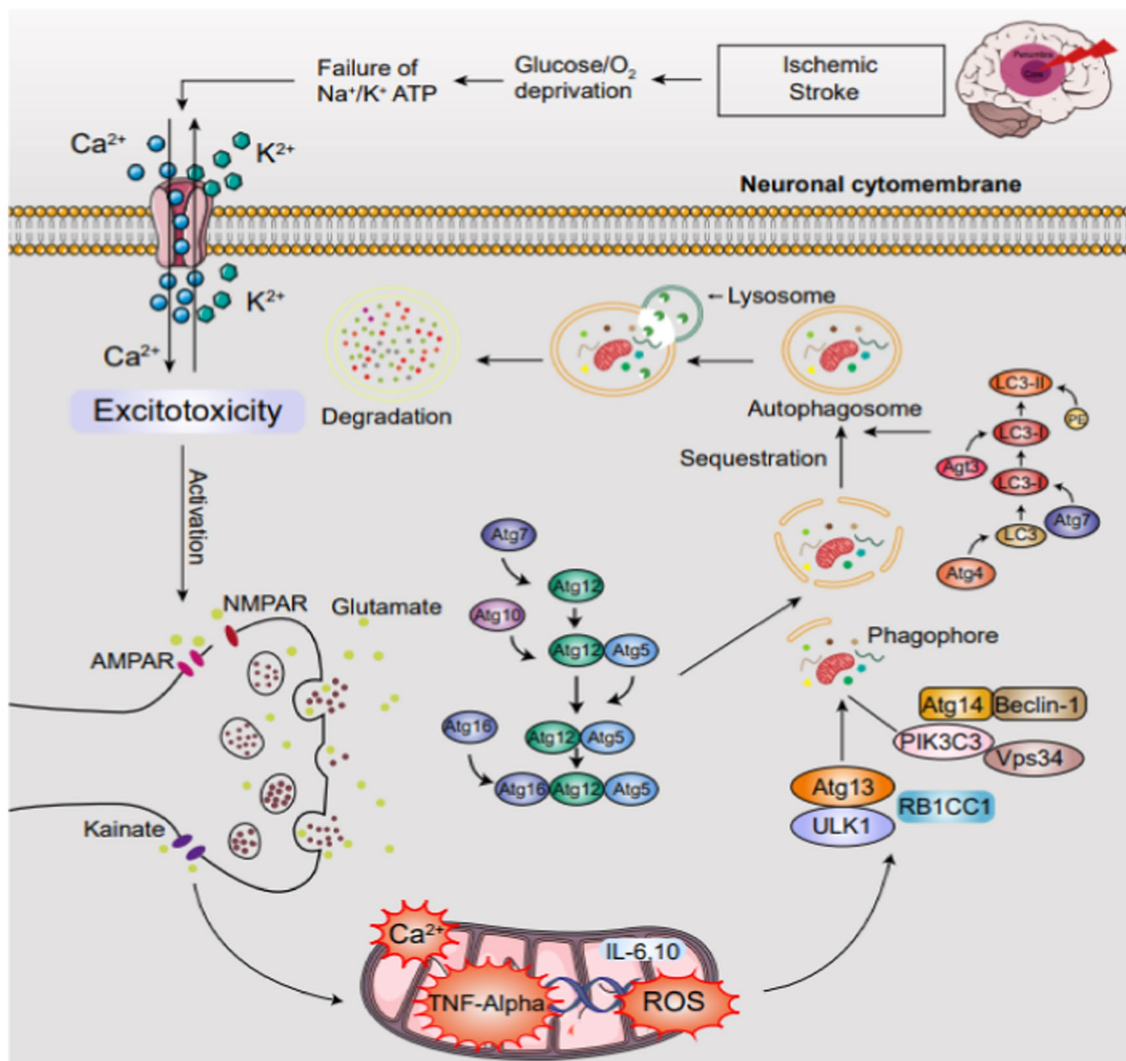 Ischemic
Stroke
Penumbra
Core
Glucose/O₂
deprivation
Failure of
Na⁺/K⁺ ATP
Ca²⁺
K²⁺
Neuronal cytomembrane
K²⁺
Ca²⁺
Excitotoxicity
Activation
Degradation
←Lysosome
Autophagosome
Sequestration
LC3-II
PE
LC3-I
Agt3
LC3-I
Atg7
LC3
Atg4
Atg7
Atg12
Atg10
Atg12 Atg5
Atg16
Atg12 Atg5
Atg16 Atg12 Atg5
NMPAR
Glutamate
AMPAR
Kainate
Phagophore
Atg14 Beclin-1
PIK3C3
Vps34
Atg13
RB1CC1
ULK1
Ca²⁺
IL-6,10
TNF-Alpha
ROS